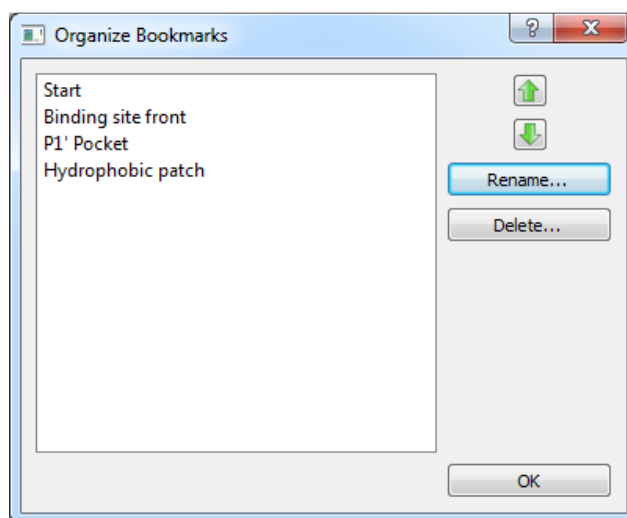 Organize Bookmarks
?
Start
Binding site front
P1' Pocket
Hydrophobic patch
Rename...
Delete...
OK